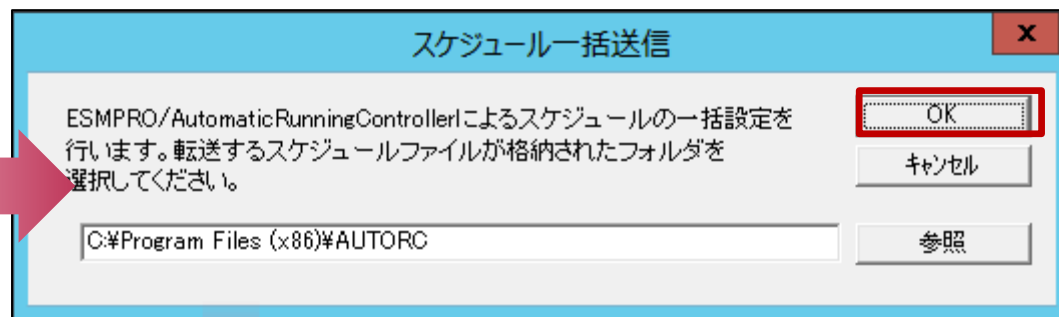 スケジュール一括送信
x
ESMPRO/AutomaticRunningControllerによるスケジュールの一括設定を
行います。転送するスケジュールファイルが格納されたフォルダを
選択してください。
OK
キャンセル
C:¥Program Files (x86)¥AUTORC
参照